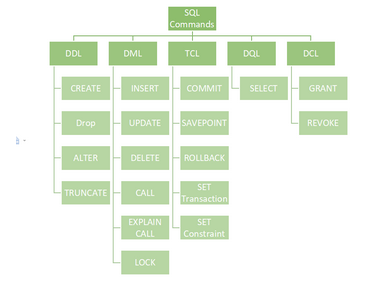 SQL
Commands
DDL
DML
TCL
DQL
DCL
CREATE
INSERT
COMMIT
SELECT
GRANT
Drop
UPDATE
SAVEPOINT
REVOKE
ALTER
DELETE
ROLLBACK
TRUNCATE
CALL
SET
Transaction
EXPLAIN
CALL
SET
Constraint
LOCK